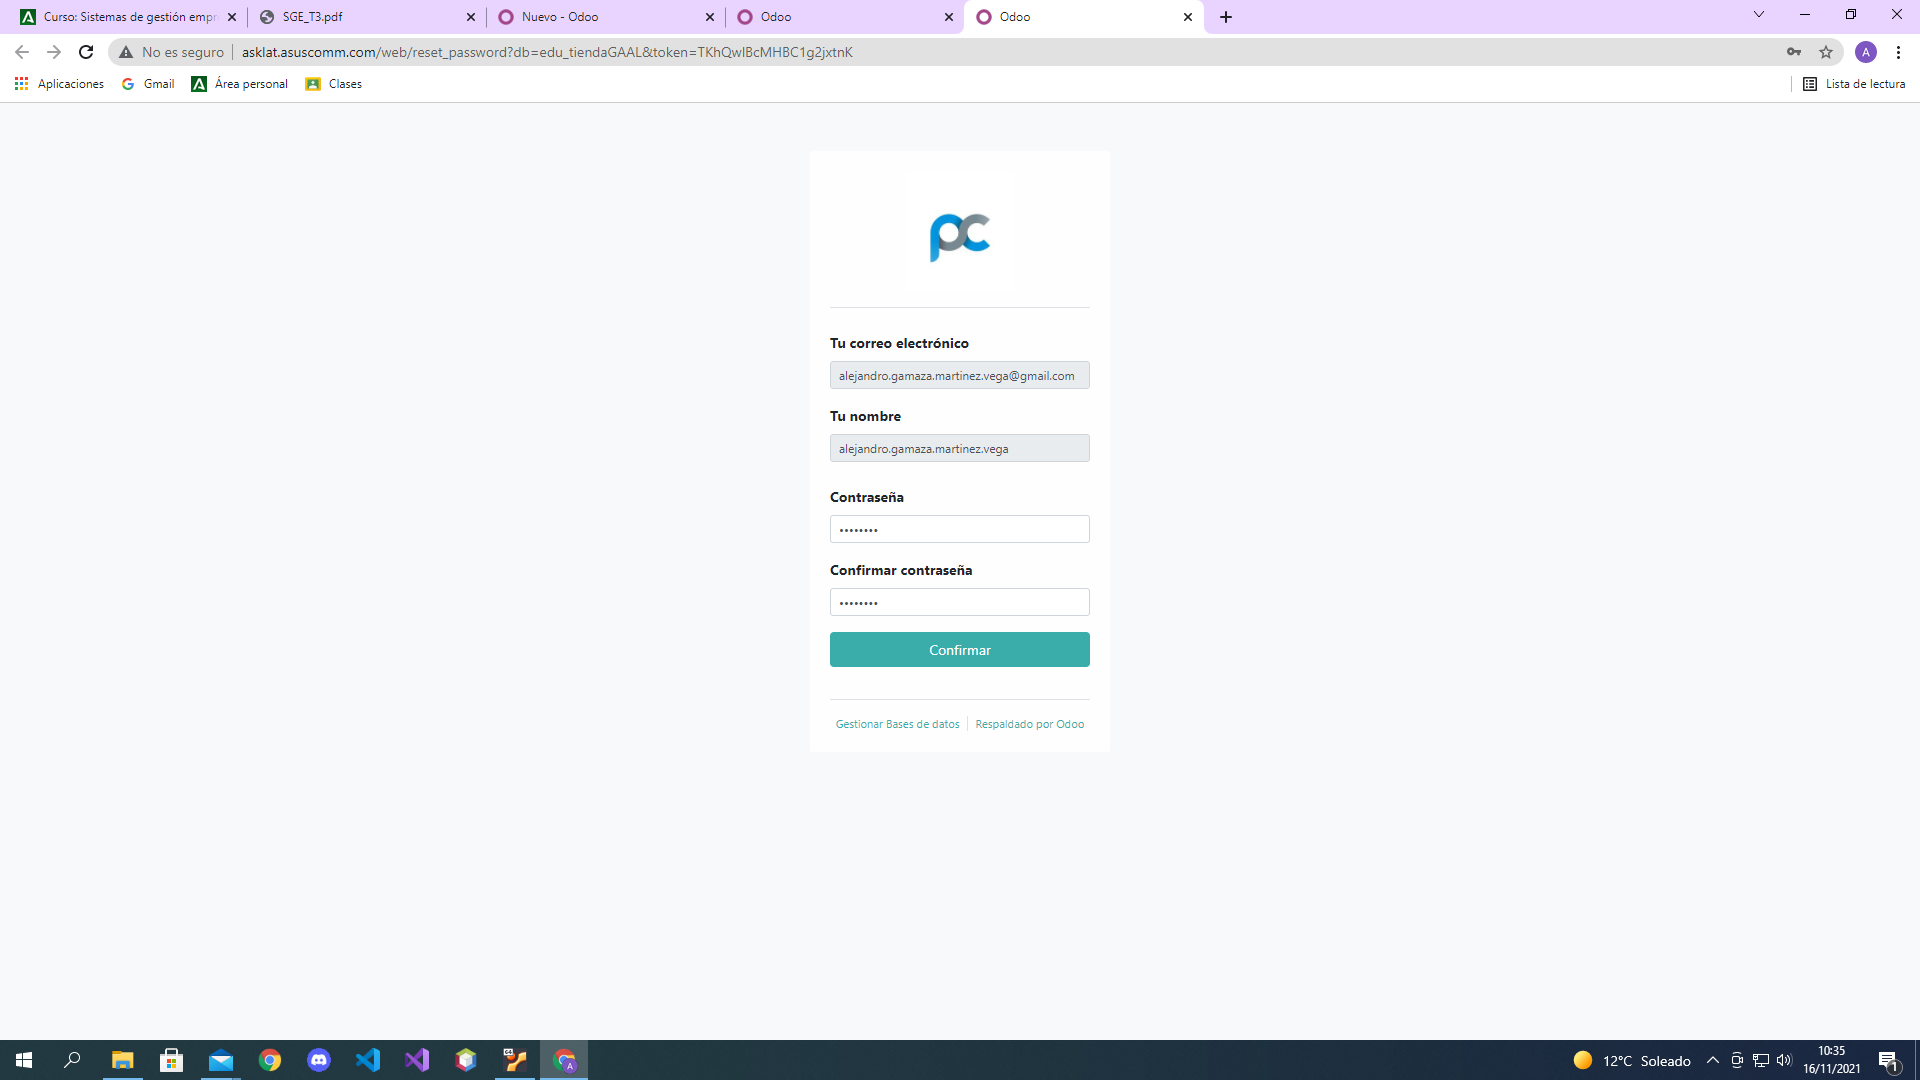 Curso: Sistemas de gestión empr
SGE_T3.pdf
Nuevo - Odoo
Odoo
Odoo
No es seguro
asklat.asuscomm.com/web/reset_password?db=edu_tiendaGAAL&token=TKhQwIBcMHBC1g2jxtnK
A
Aplicaciones
Gmail
Área personal
Clases
Lista de lectura
pc
Tu correo electrónico
alejandro.gamaza.martinez.vega@gmail.com
Tu nombre
alejandro.gamaza.martinez.vega
Contraseña
••••••••
Confirmar contraseña
••••••••
Confirmar
Gestionar Bases de datos
Respaldado por Odoo
12°C Soleado
10:35
16/11/2021
1